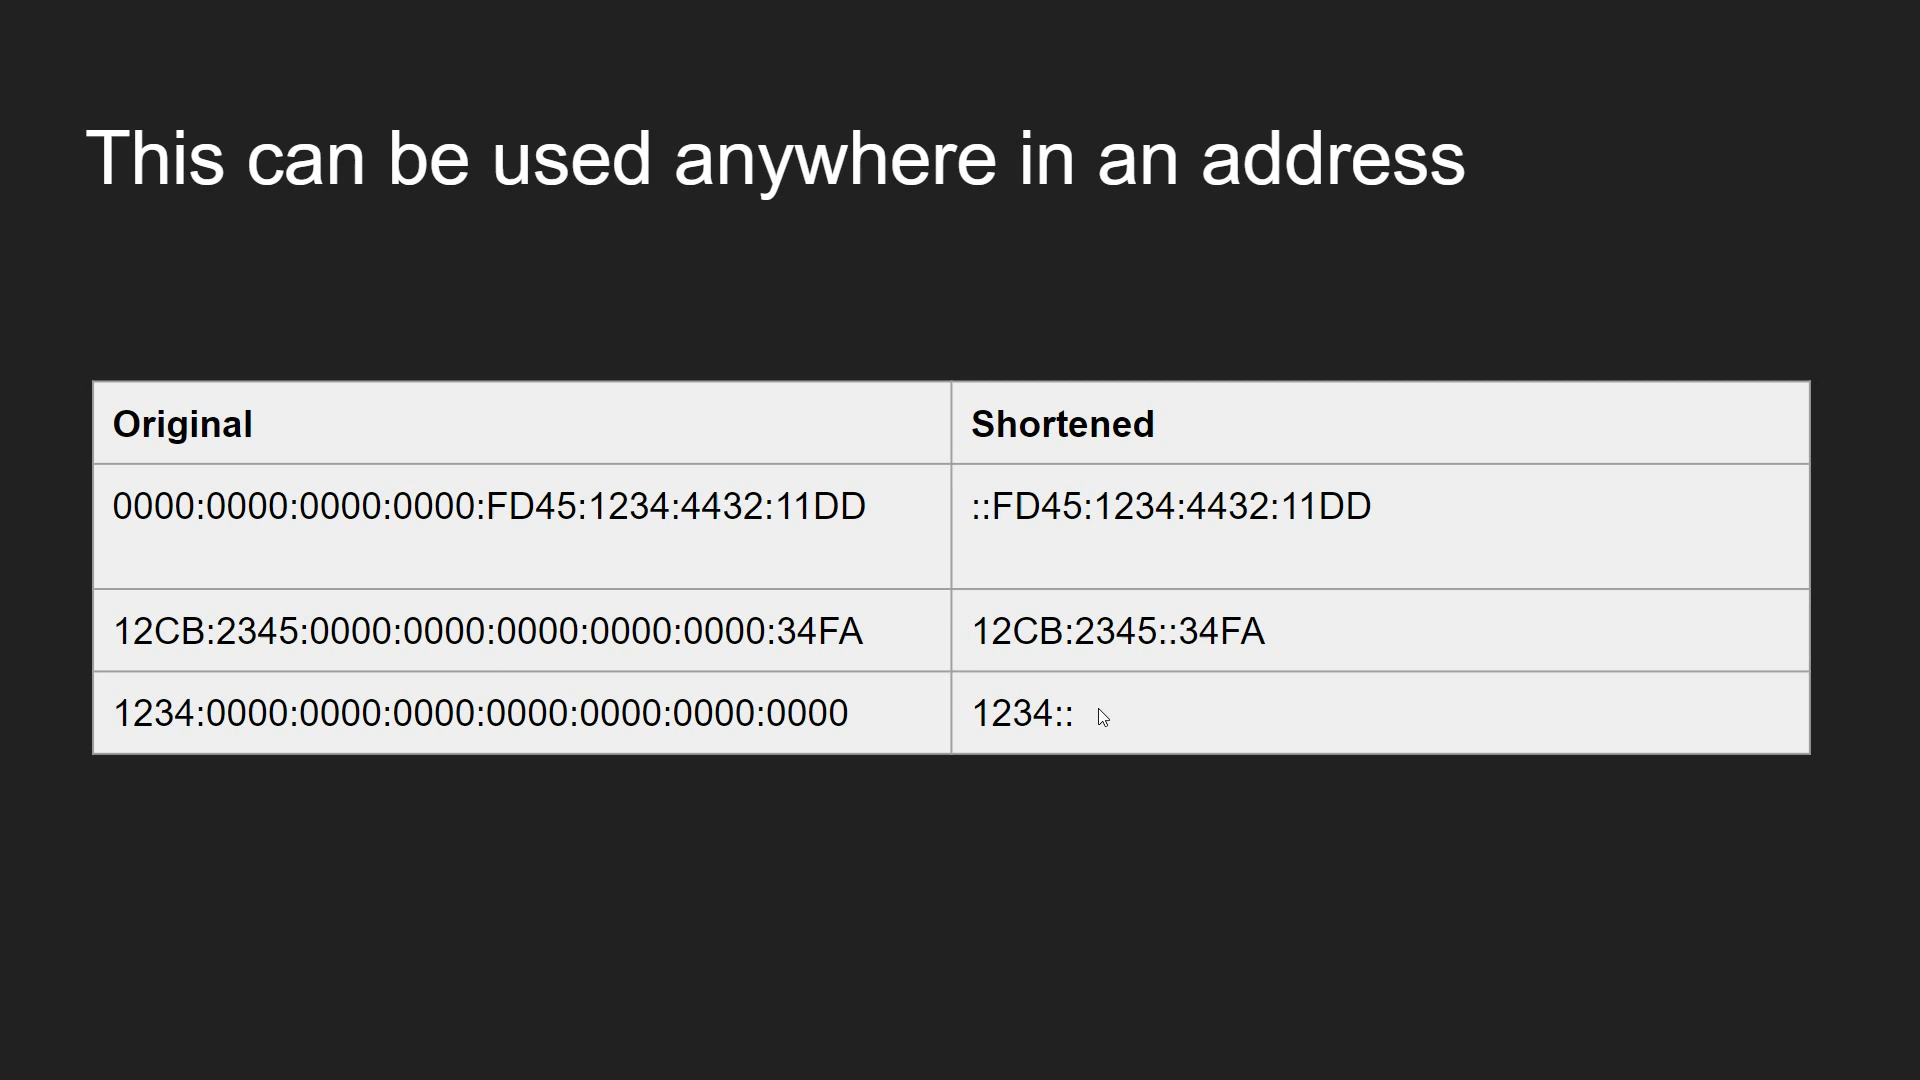 This can be used anywhere in an address
Original
Shortened
0000:0000:0000:0000:FD45:1234:4432:11DD
::FD45:1234:4432:11DD
12CB:2345:0000:0000:0000:0000:0000:34FA
12CB:2345::34FA
1234:0000:0000:0000:0000:0000:0000:0000
1234::